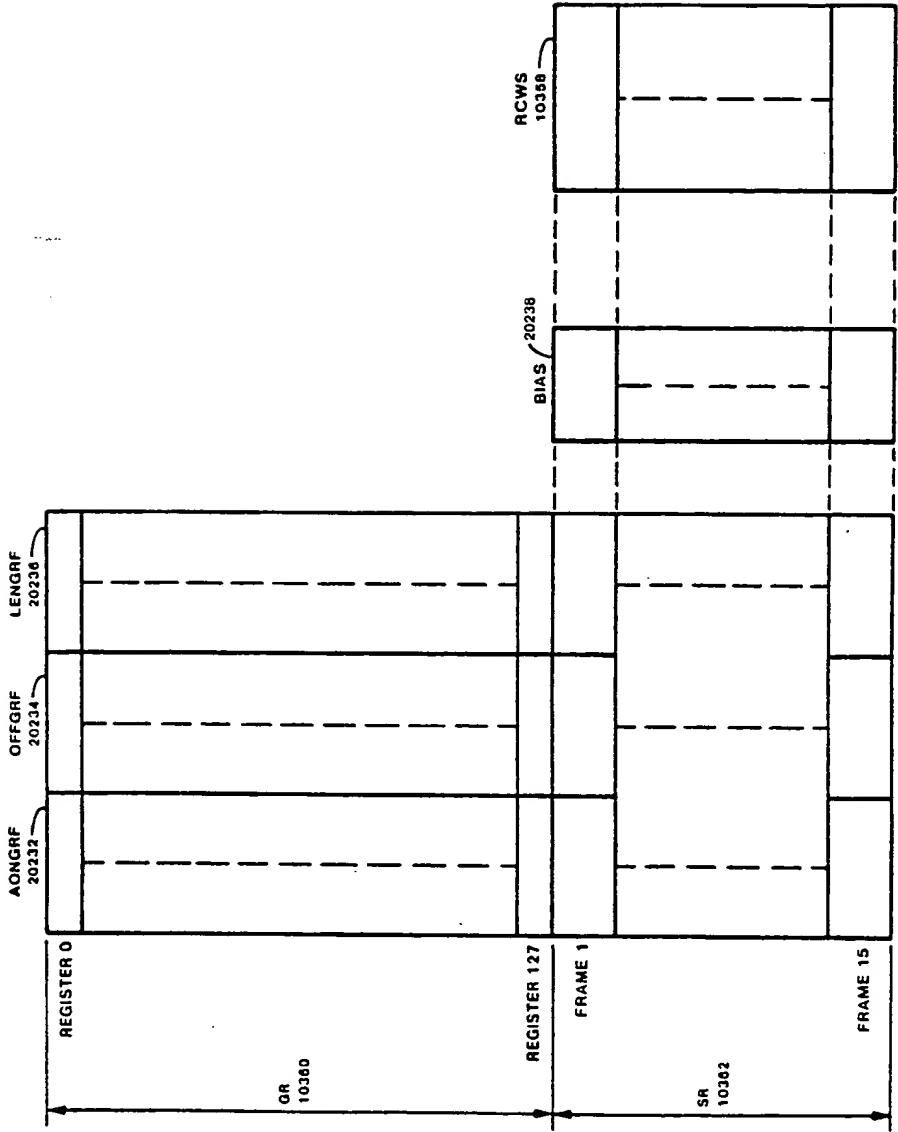 AONGRF
20232
OFFGRF
20234
LENGRF
20236
BIAS
20238
RCWS
10358
REGISTER 0
GR
10360
REGISTER 127
FRAME 1
SR
10362
FRAME 15